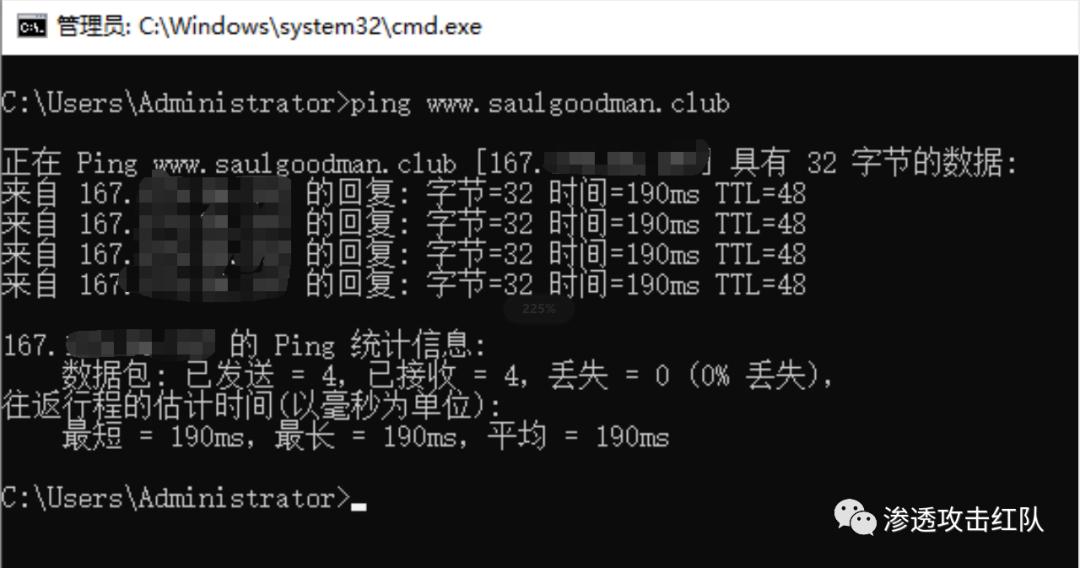 管理员: C:\Windows\system32\cmd.exe
C:\Users\Administrator>ping www.saulgoodman.club
正在 Ping www.saulgoodman.club [167. ] 具有 32 字节的数据:
来自 167. 的回复: 字节=32 时间=190ms TTL=48
来自 167. 的回复: 字节=32 时间=190ms TTL=48
来自 167. 的回复: 字节=32 时间=190ms TTL=48
来自 167. 的回复: 字节=32 时间=190ms TTL=48
225%
167. 的 Ping 统计信息:
数据包: 已发送 = 4，已接收 = 4，丢失 = 0 (0% 丢失)，
往返行程的估计时间(以毫秒为单位):
最短 = 190ms，最长 = 190ms，平均 = 190ms
C:\Users\Administrator>
渗透攻击红队